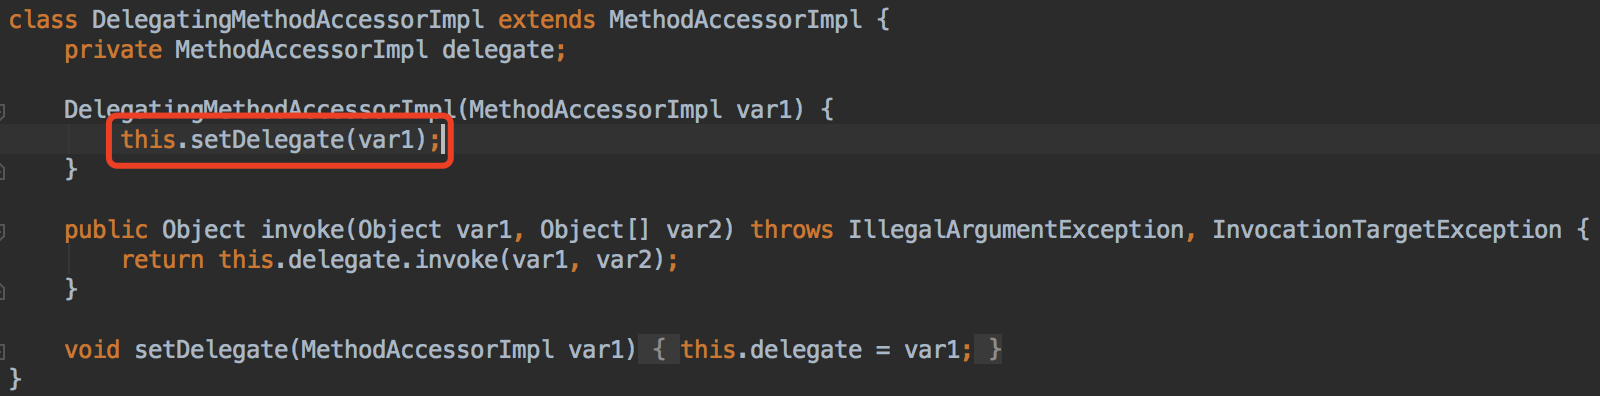 class DelegatingMethodAccessorImpl extends MethodAccessorImpl {
private MethodAccessorImpl delegate;
DelegatingMethodAccessorImpl(MethodAccessorImpl var1) {
this.setDelegate(var1);
}
public Object invoke(Object var1, Object[] var2) throws IllegalArgumentException, InvocationTargetException {
return this.delegate.invoke(var1, var2);
}
void setDelegate(MethodAccessorImpl var1) { this.delegate = var1; }
}